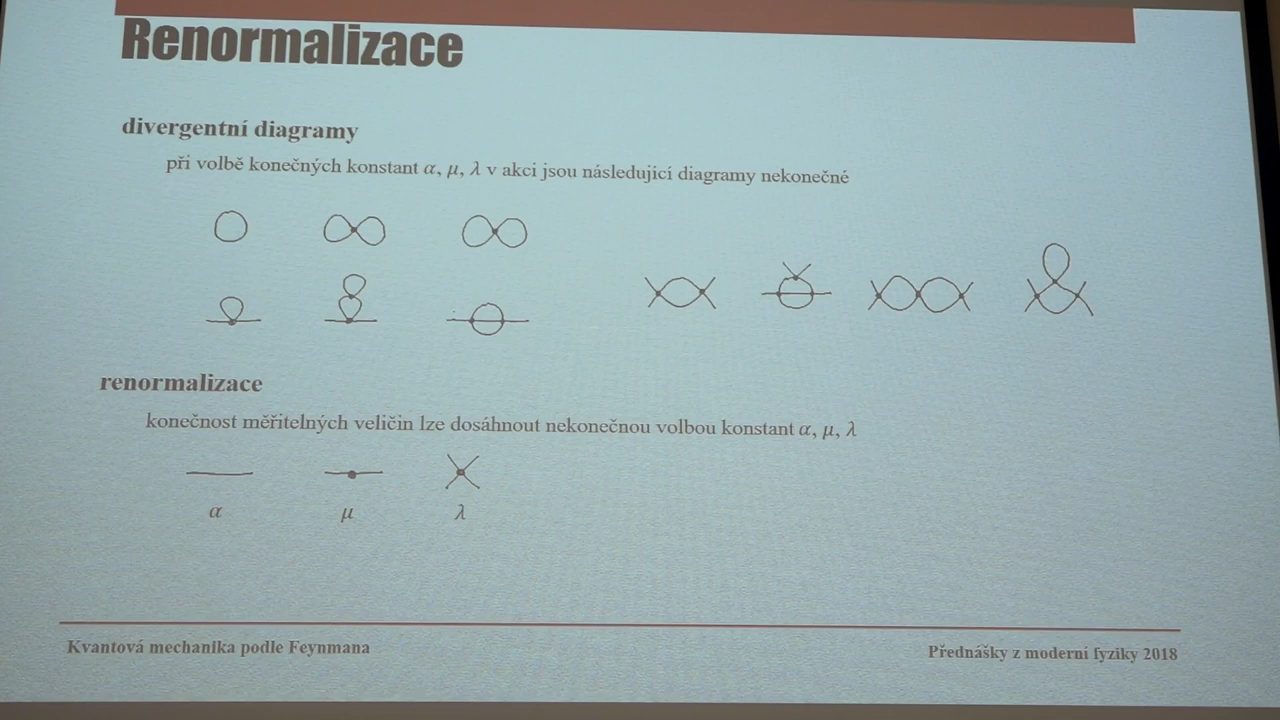 Renormalizace
divergentní diagramy
při volbě konečných konstant α, μ, λ v akci jsou následující diagramy nekonečné
renormalizace
konečnost měřitelných veličin lze dosáhnout nekonečnou volbou konstant α, μ, λ
α μ λ
Kvantová mechanika podle Feynmana
Přednášky z moderní fyziky 2018